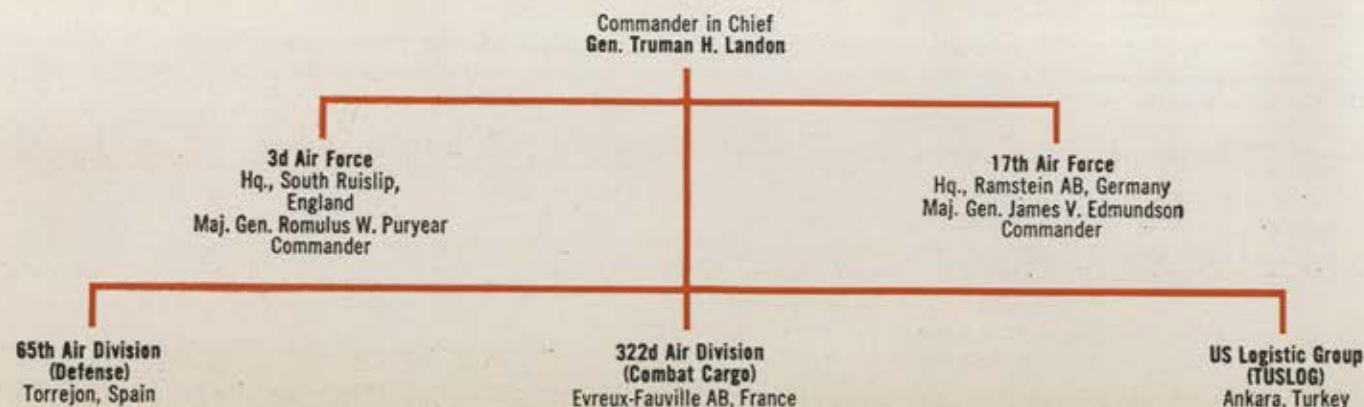 Commander in Chief
Gen. Truman H. Landon
3d Air Force
Hq., South Ruislip,
England
Maj. Gen. Romulus W. Puryear
Commander
17th Air Force
Hq., Ramstein AB, Germany
Maj. Gen. James V. Edmundson
Commander
65th Air Division
(Defense)
Torrejon, Spain
322d Air Division
(Combat Cargo)
Evreux-Fauville AB, France
US Logistic Group
(TUSLOG)
Ankara, Turkey